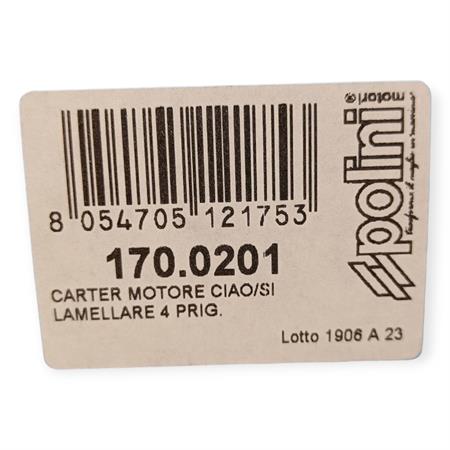 8 054705 121753
170.0201
CARTER MOTORE CIAO/SI
LAMELLARE 4 PRIG.
Lotto 1906 A 23
polini
motori®